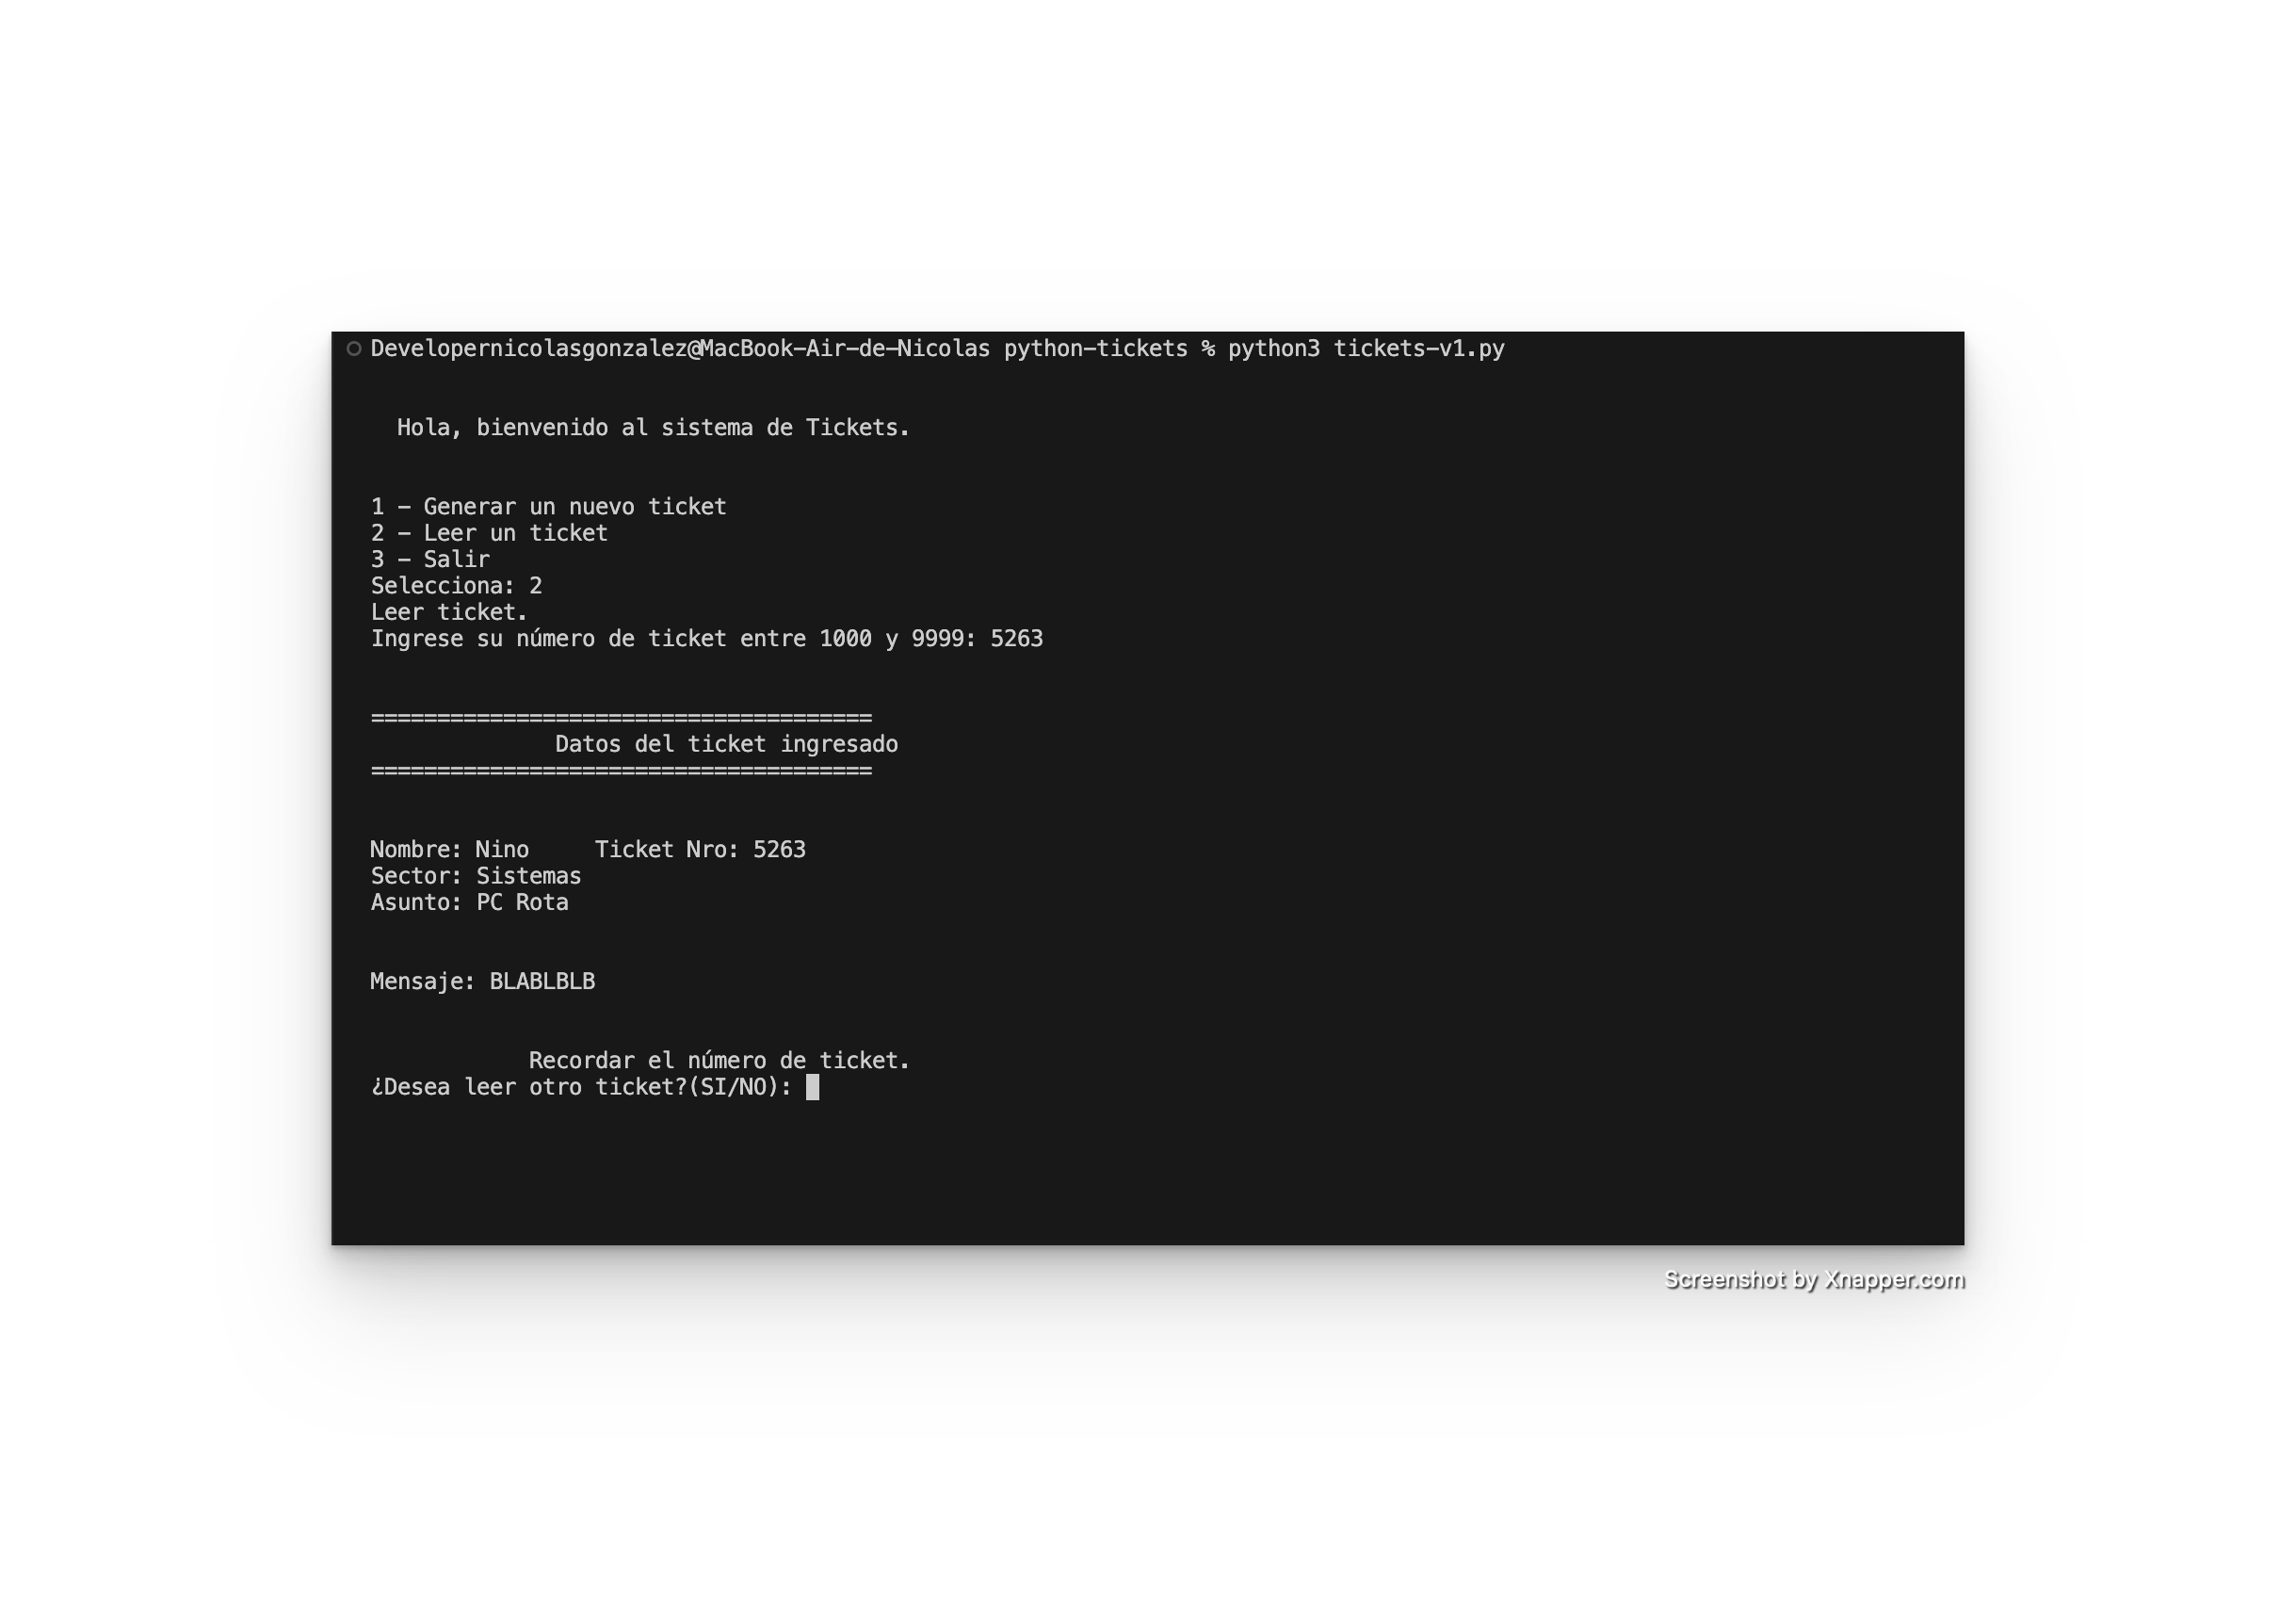 Developernicolasgonzalez@MacBook-Air-de-Nicolas python-tickets % python3 tickets-v1.py
Hola, bienvenido al sistema de Tickets.
1 - Generar un nuevo ticket
2 - Leer un ticket
3 - Salir
Selecciona: 2
Leer ticket.
Ingrese su número de ticket entre 1000 y 9999: 5263
======================================
Datos del ticket ingresado
======================================
Nombre: Nino     Ticket Nro: 5263
Sector: Sistemas
Asunto: PC Rota
Mensaje: BLABLBLB
Recordar el número de ticket.
¿Desea leer otro ticket?(SI/NO):
Screenshot by Xnapper.com